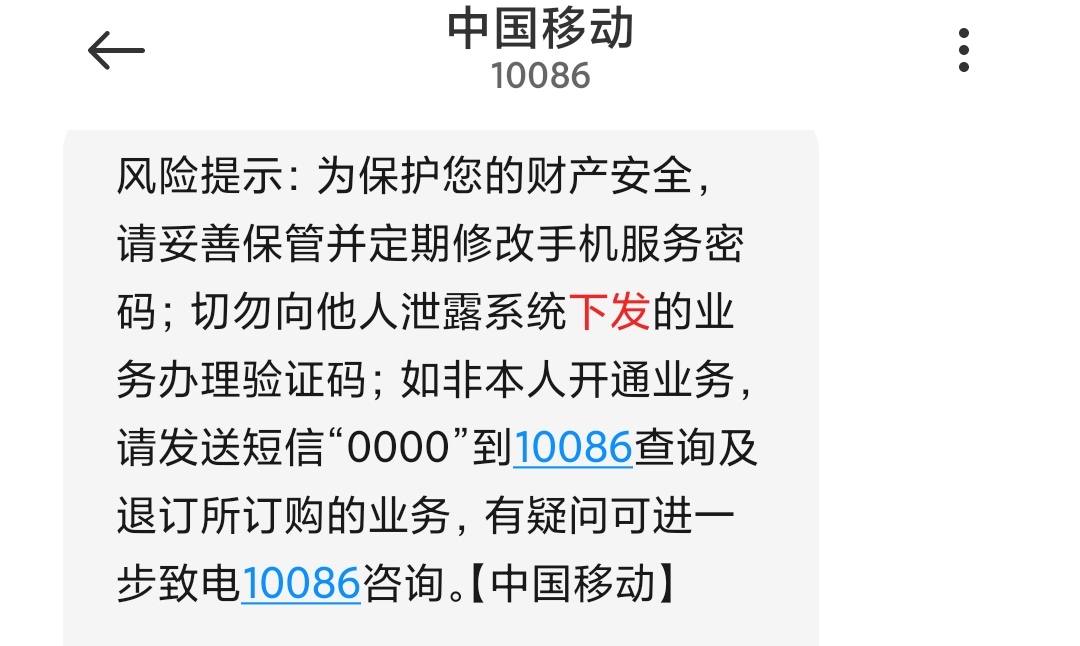 中国移动
10086
风险提示：为保护您的财产安全，
请妥善保管并定期修改手机服务密
码；切勿向他人泄露系统下发的业
务办理验证码；如非本人开通业务，
请发送短信“0000”到10086查询及
退订所订购的业务，有疑问可进一
步致电10086咨询。【中国移动】